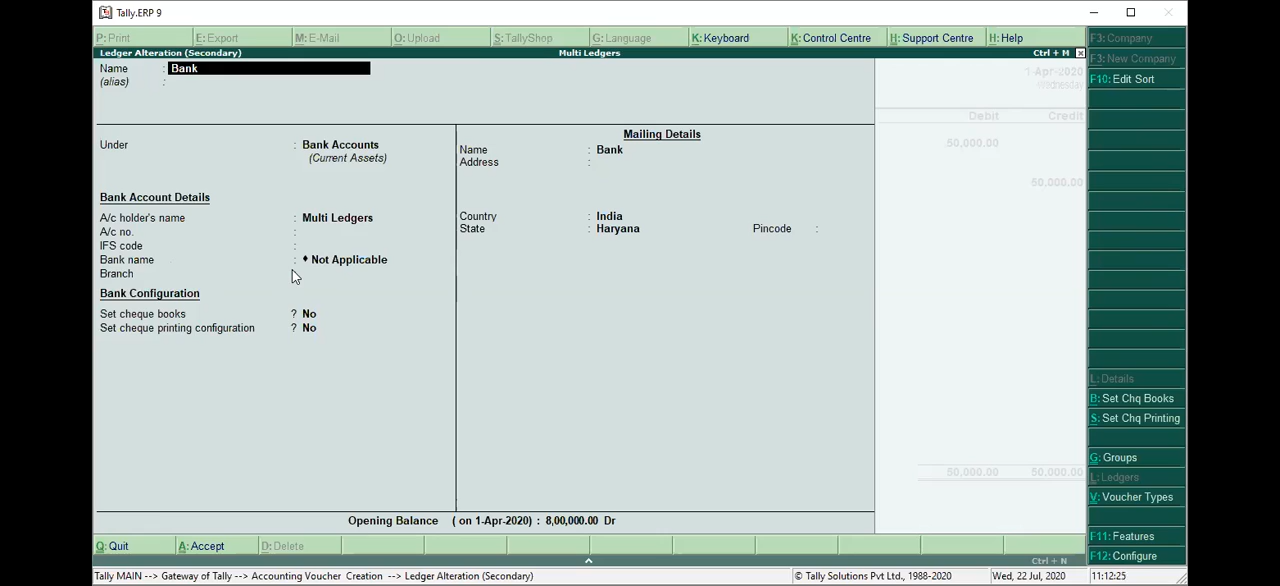 Tally.ERP 9
P: Print E: Export M: E-Mail O: Upload S: TallyShop G: Language K: Keyboard K: Control Centre H: Support Centre H: Help
Ledger Alteration (Secondary) Multi Ledgers Ctrl + M
F3: Company
F3: New Company
F10: Edit Sort
Name : Bank
(alias) :
1-Apr-2020
Wednesday
Debit Credit
50,000.00
50,000.00
50,000.00 50,000.00
Under : Bank Accounts
(Current Assets)
Bank Account Details
A/c holder's name : Multi Ledgers
A/c no. :
IFS code :
Bank name : ♦ Not Applicable
Branch
Bank Configuration
Set cheque books ? No
Set cheque printing configuration ? No
Mailing Details
Name : Bank
Address :
Country : India
State : Haryana Pincode :
Opening Balance ( on 1-Apr-2020) : 8,00,000.00 Dr
L: Details
B: Set Chq Books
S: Set Chq Printing
G: Groups
L: Ledgers
V: Voucher Types
F11: Features
F12: Configure
Q: Quit A: Accept D: Delete
Ctrl + N
Tally MAIN --> Gateway of Tally --> Accounting Voucher Creation --> Ledger Alteration (Secondary) © Tally Solutions Pvt Ltd., 1988-2020 Wed, 22 Jul, 2020 11:12:25